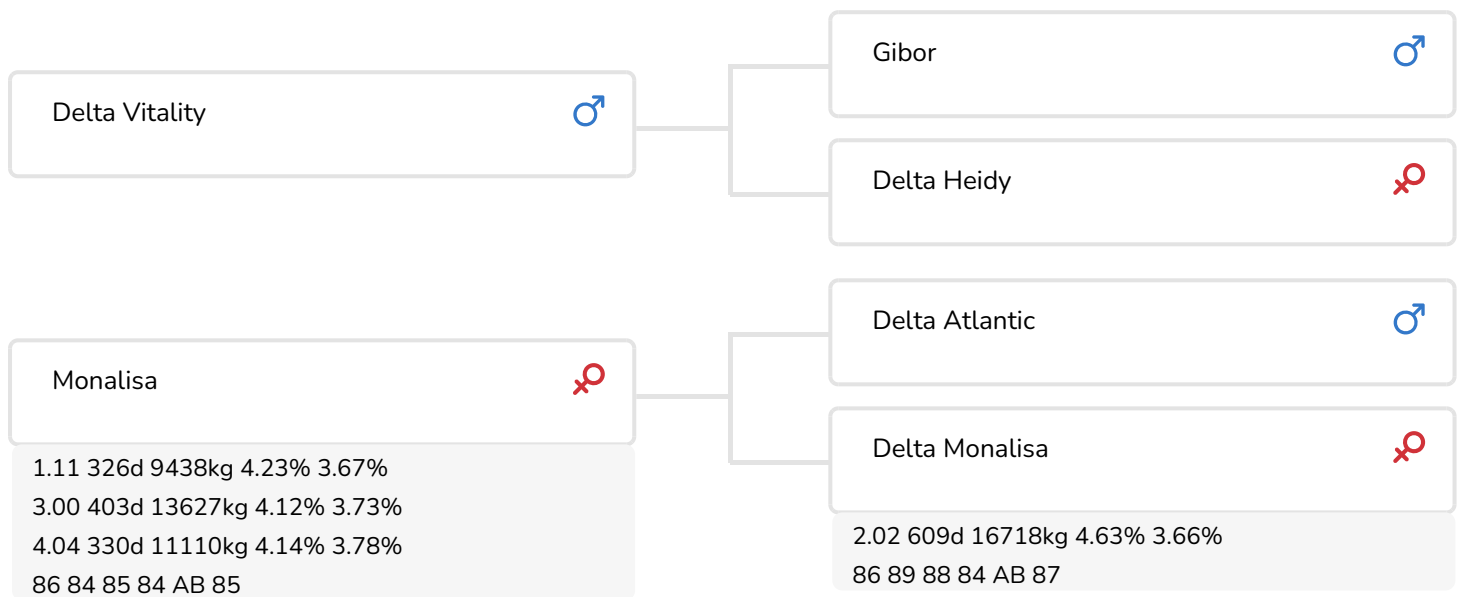 Delta Vitality
Gibor
Delta Heidy
Monalisa
1.11 326d 9438kg 4.23% 3.67%
3.00 403d 13627kg 4.12% 3.73%
4.04 330d 11110kg 4.14% 3.78%
86 84 85 84 AB 85
Delta Atlantic
Delta Monalisa
2.02 609d 16718kg 4.63% 3.66%
86 89 88 84 AB 87